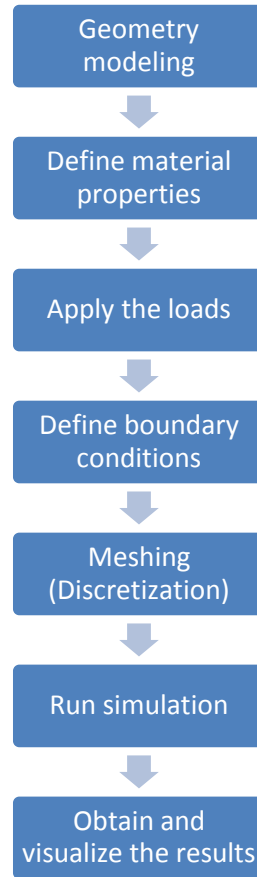 Geometry
modeling
Define material
properties
Apply the loads
Define boundary
conditions
Meshing
(Discretization)
Run simulation
Obtain and
visualize the results